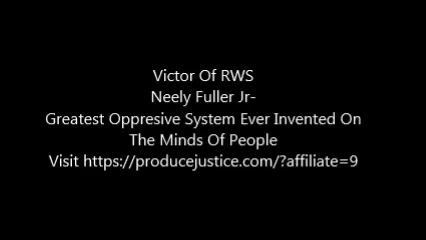 Victor Of RWS
Neely Fuller Jr-
Greatest Oppresive System Ever Invented On
The Minds Of People
Visit https://producejustice.com/?affiliate=9